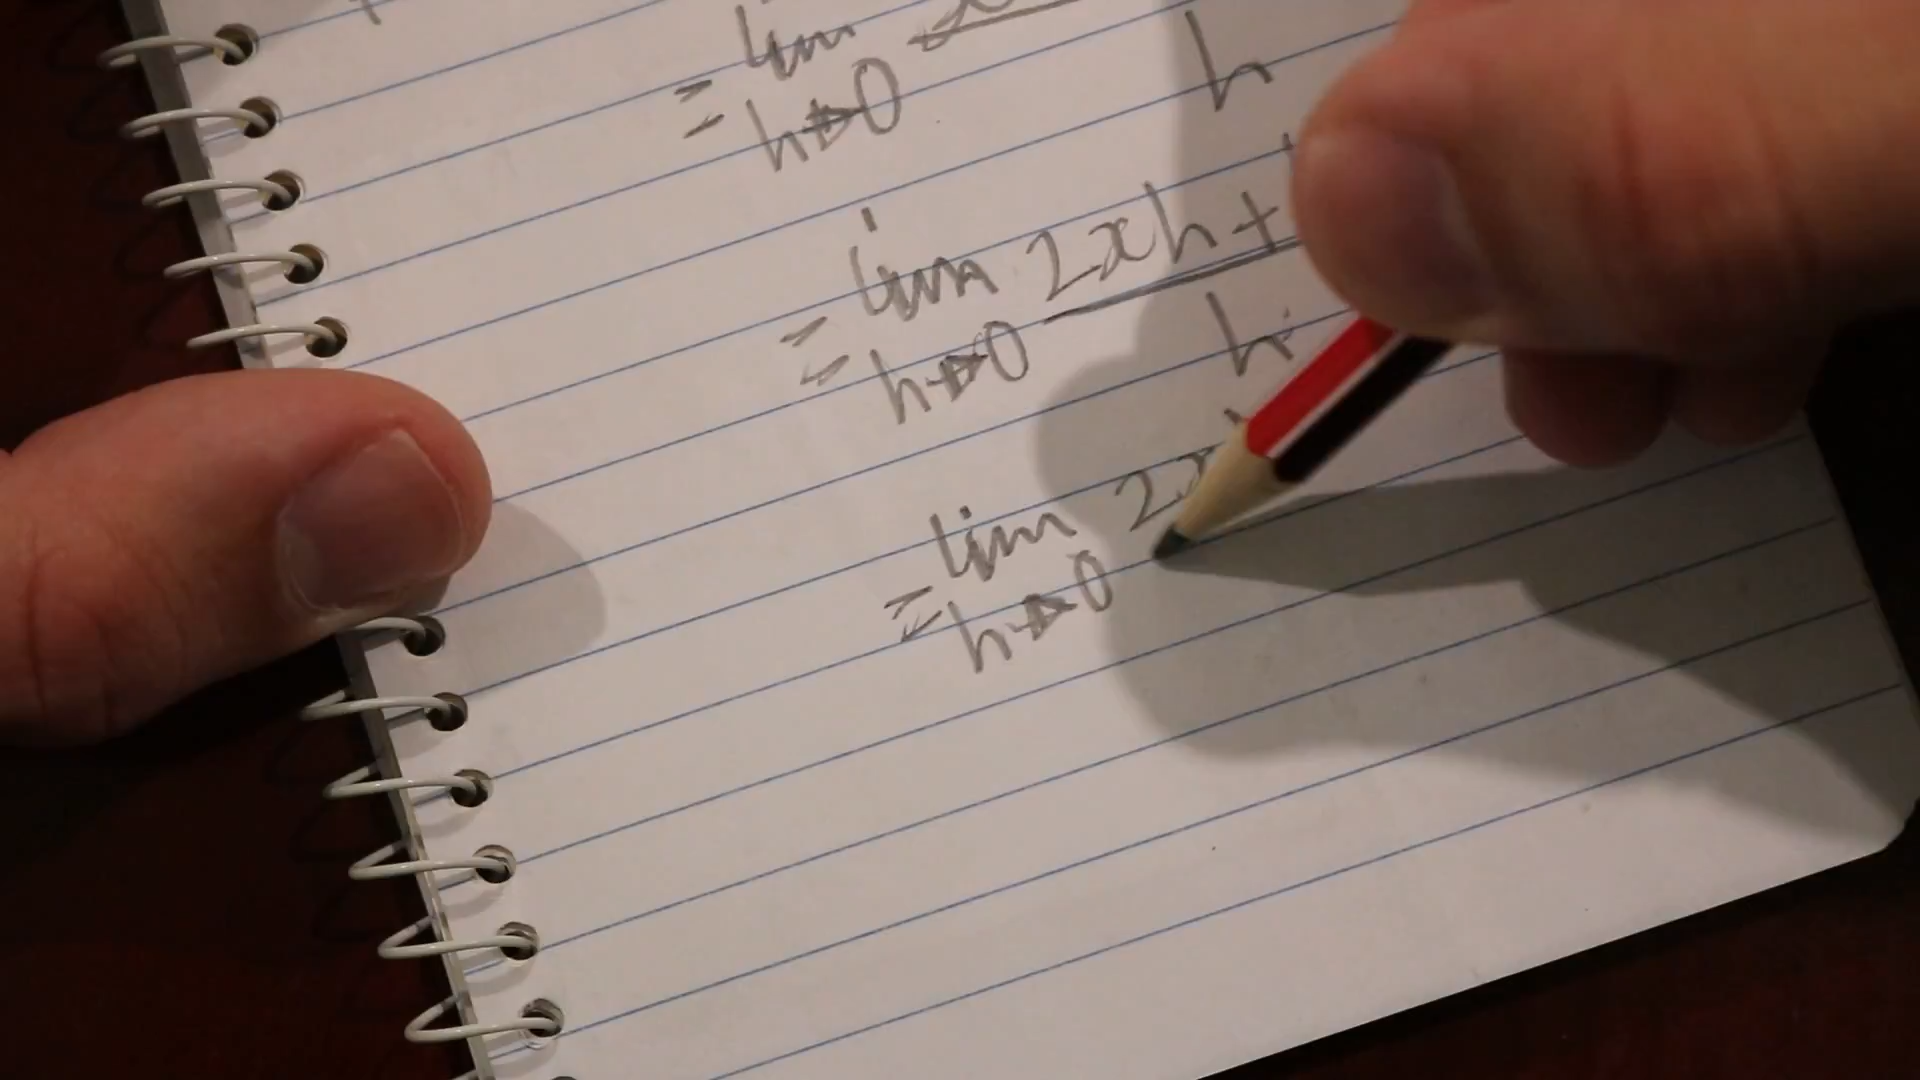 = lim
h→0 h
= lim 2xh+
h→0 h
= lim 2x
h→0